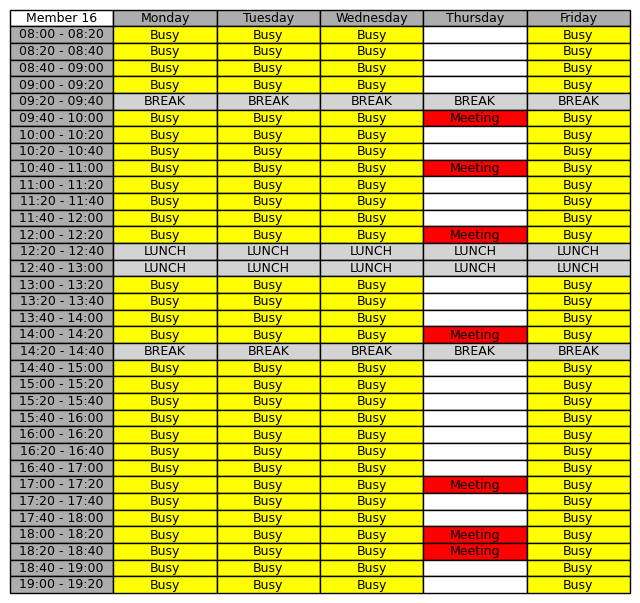 Member 16 Monday Tuesday Wednesday Thursday Friday
08:00 - 08:20 Busy Busy Busy Busy
08:20 - 08:40 Busy Busy Busy Busy
08:40 - 09:00 Busy Busy Busy Busy
09:00 - 09:20 Busy Busy Busy Busy
09:20 - 09:40 BREAK BREAK BREAK BREAK BREAK
09:40 - 10:00 Busy Busy Busy Meeting Busy
10:00 - 10:20 Busy Busy Busy Busy
10:20 - 10:40 Busy Busy Busy Busy
10:40 - 11:00 Busy Busy Busy Meeting Busy
11:00 - 11:20 Busy Busy Busy Busy
11:20 - 11:40 Busy Busy Busy Busy
11:40 - 12:00 Busy Busy Busy Busy
12:00 - 12:20 Busy Busy Busy Meeting Busy
12:20 - 12:40 LUNCH LUNCH LUNCH LUNCH LUNCH
12:40 - 13:00 LUNCH LUNCH LUNCH LUNCH LUNCH
13:00 - 13:20 Busy Busy Busy Busy
13:20 - 13:40 Busy Busy Busy Busy
13:40 - 14:00 Busy Busy Busy Busy
14:00 - 14:20 Busy Busy Busy Meeting Busy
14:20 - 14:40 BREAK BREAK BREAK BREAK BREAK
14:40 - 15:00 Busy Busy Busy Busy
15:00 - 15:20 Busy Busy Busy Busy
15:20 - 15:40 Busy Busy Busy Busy
15:40 - 16:00 Busy Busy Busy Busy
16:00 - 16:20 Busy Busy Busy Busy
16:20 - 16:40 Busy Busy Busy Busy
16:40 - 17:00 Busy Busy Busy Busy
17:00 - 17:20 Busy Busy Busy Meeting Busy
17:20 - 17:40 Busy Busy Busy Busy
17:40 - 18:00 Busy Busy Busy Busy
18:00 - 18:20 Busy Busy Busy Meeting Busy
18:20 - 18:40 Busy Busy Busy Meeting Busy
18:40 - 19:00 Busy Busy Busy Busy
19:00 - 19:20 Busy Busy Busy Busy